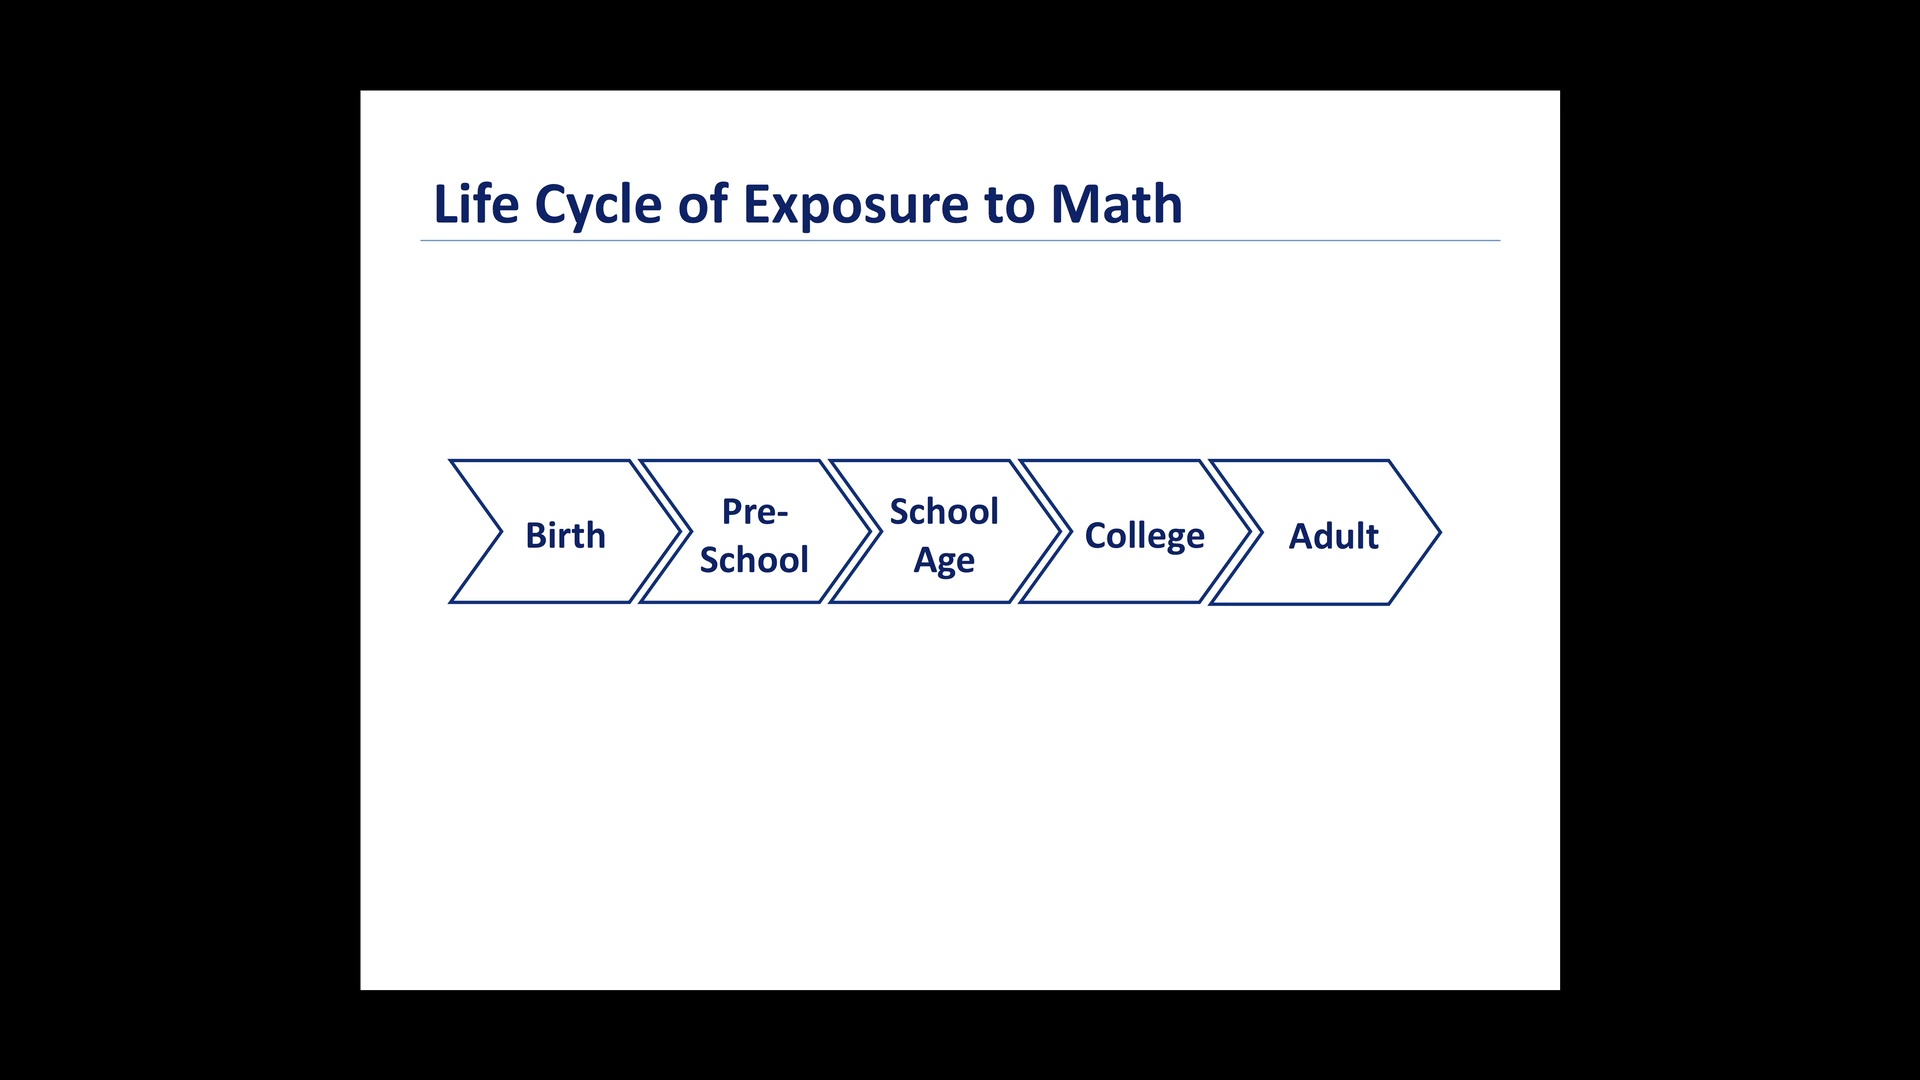 Life Cycle of Exposure to Math
Birth
Pre-
School
School
Age
College
Adult